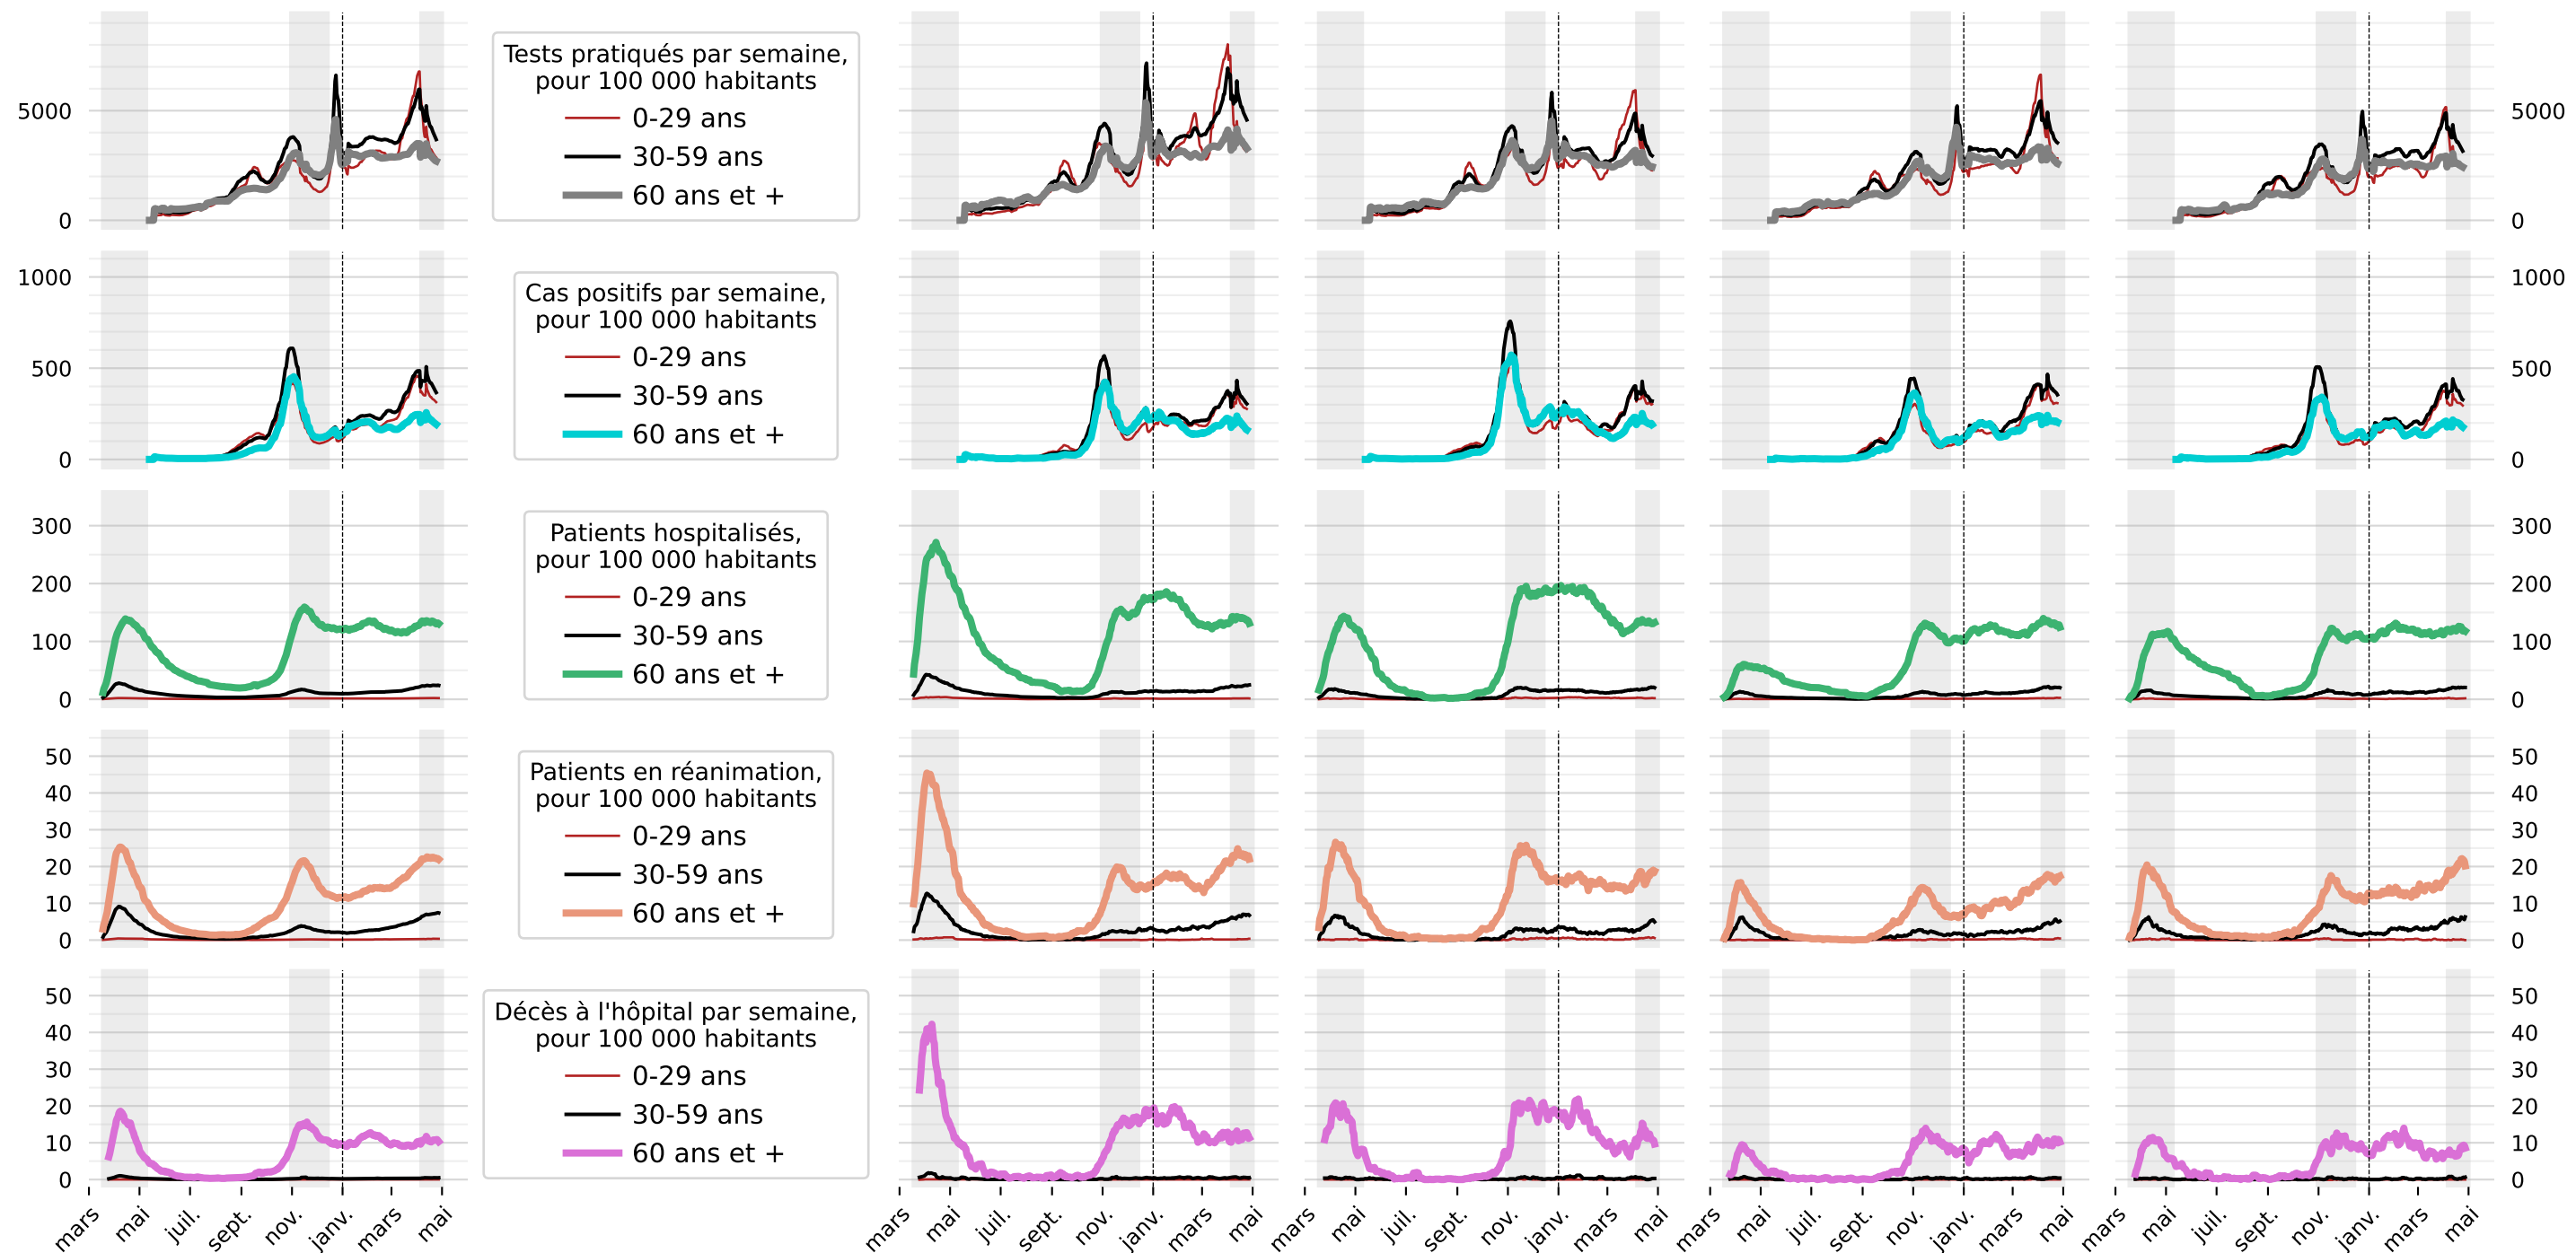 5000
0
Tests pratiqués par semaine,
pour 100 000 habitants
0-29 ans
30-59 ans
60 ans et +
5000
0
1000
500
0
Cas positifs par semaine,
pour 100 000 habitants
0-29 ans
30-59 ans
60 ans et +
1000
500
0
300
200
100
0
Patients hospitalisés,
pour 100 000 habitants
0-29 ans
30-59 ans
60 ans et +
300
200
100
0
50
40
30
20
10
0
Patients en réanimation,
pour 100 000 habitants
0-29 ans
30-59 ans
60 ans et +
50
40
30
20
10
0
50
40
30
20
10
0
Décès à l'hôpital par semaine,
pour 100 000 habitants
0-29 ans
30-59 ans
60 ans et +
50
40
30
20
10
0
mars mai juil. sept. nov. janv. mars mai
mars mai juil. sept. nov. janv. mars mai
mars mai juil. sept. nov. janv. mars mai
mars mai juil. sept. nov. janv. mars mai
mars mai juil. sept. nov. janv. mars mai